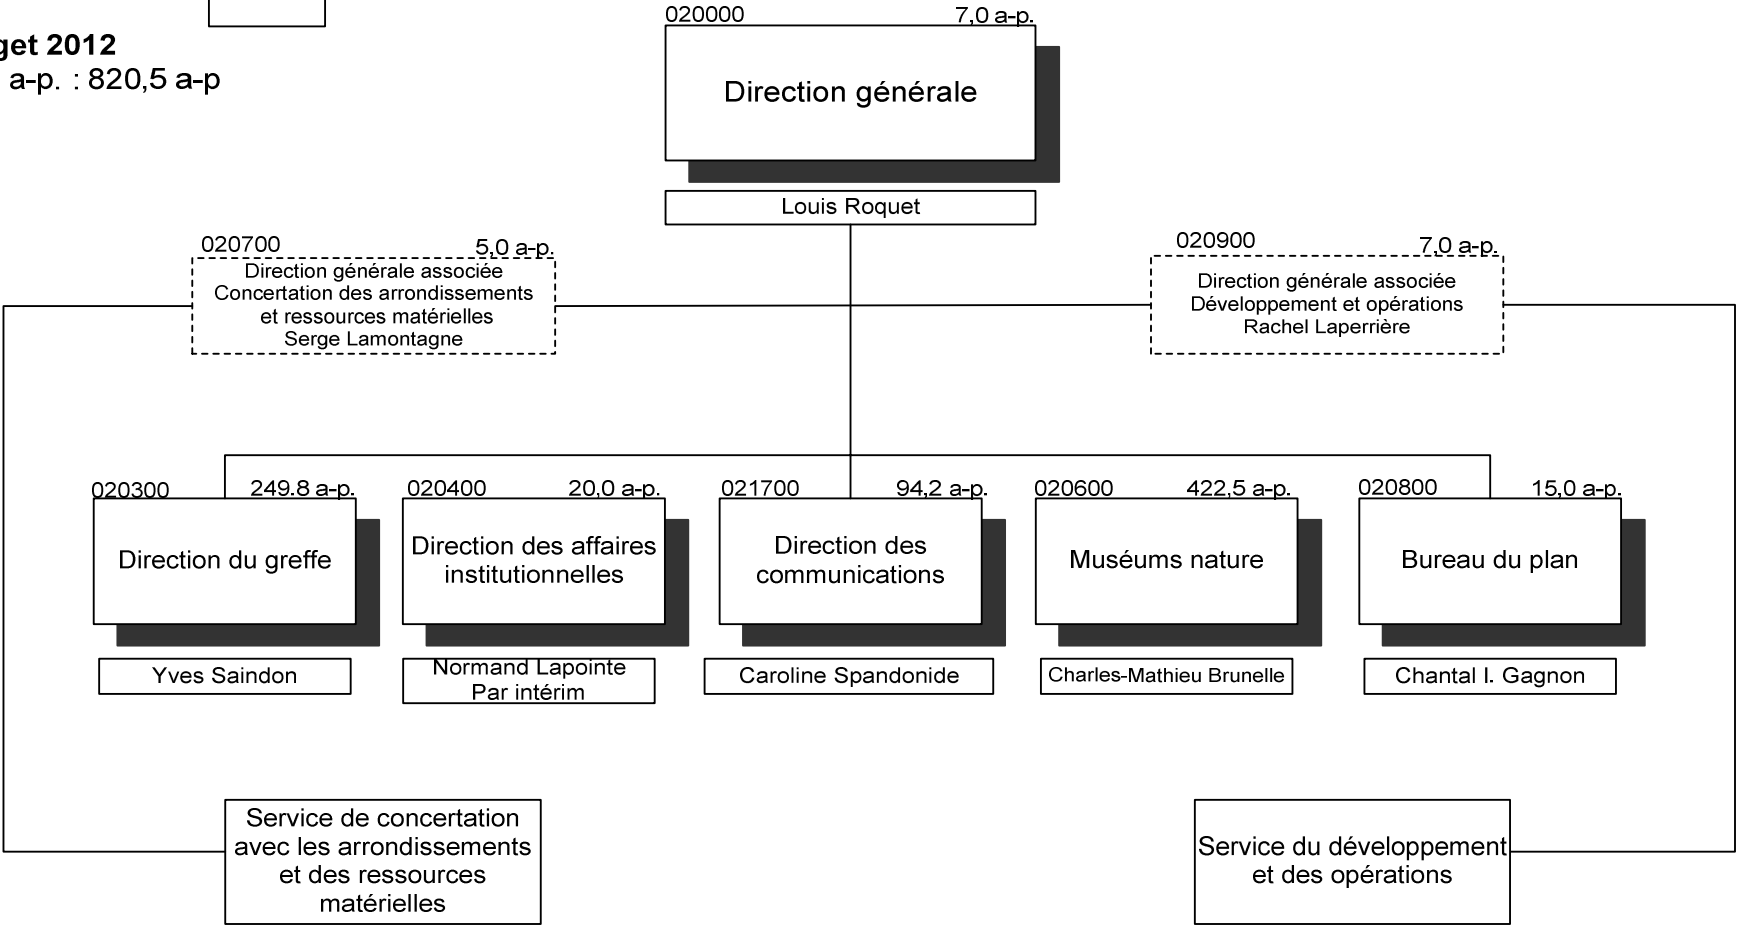 020000 7,0 a-p.
get 2012
a-p. : 820,5 a-p
Direction générale
Louis Roquet
020700 5,0 a-p.
Direction générale associée
Concertation des arrondissements
et ressources matérielles
Serge Lamontagne
020900 7,0 a-p.
Direction générale associée
Développement et opérations
Rachel Laperrière
020300 249.8 a-p.
Direction du greffe
Yves Saindon
020400 20,0 a-p.
Direction des affaires
institutionnelles
Normand Lapointe
Par intérim
021700 94,2 a-p.
Direction des
communications
Caroline Spandonide
020600 422,5 a-p.
Muséums nature
Charles-Mathieu Brunelle
020800 15,0 a-p.
Bureau du plan
Chantal I. Gagnon
Service de concertation
avec les arrondissements
et des ressources
matérielles
Service du développement
et des opérations